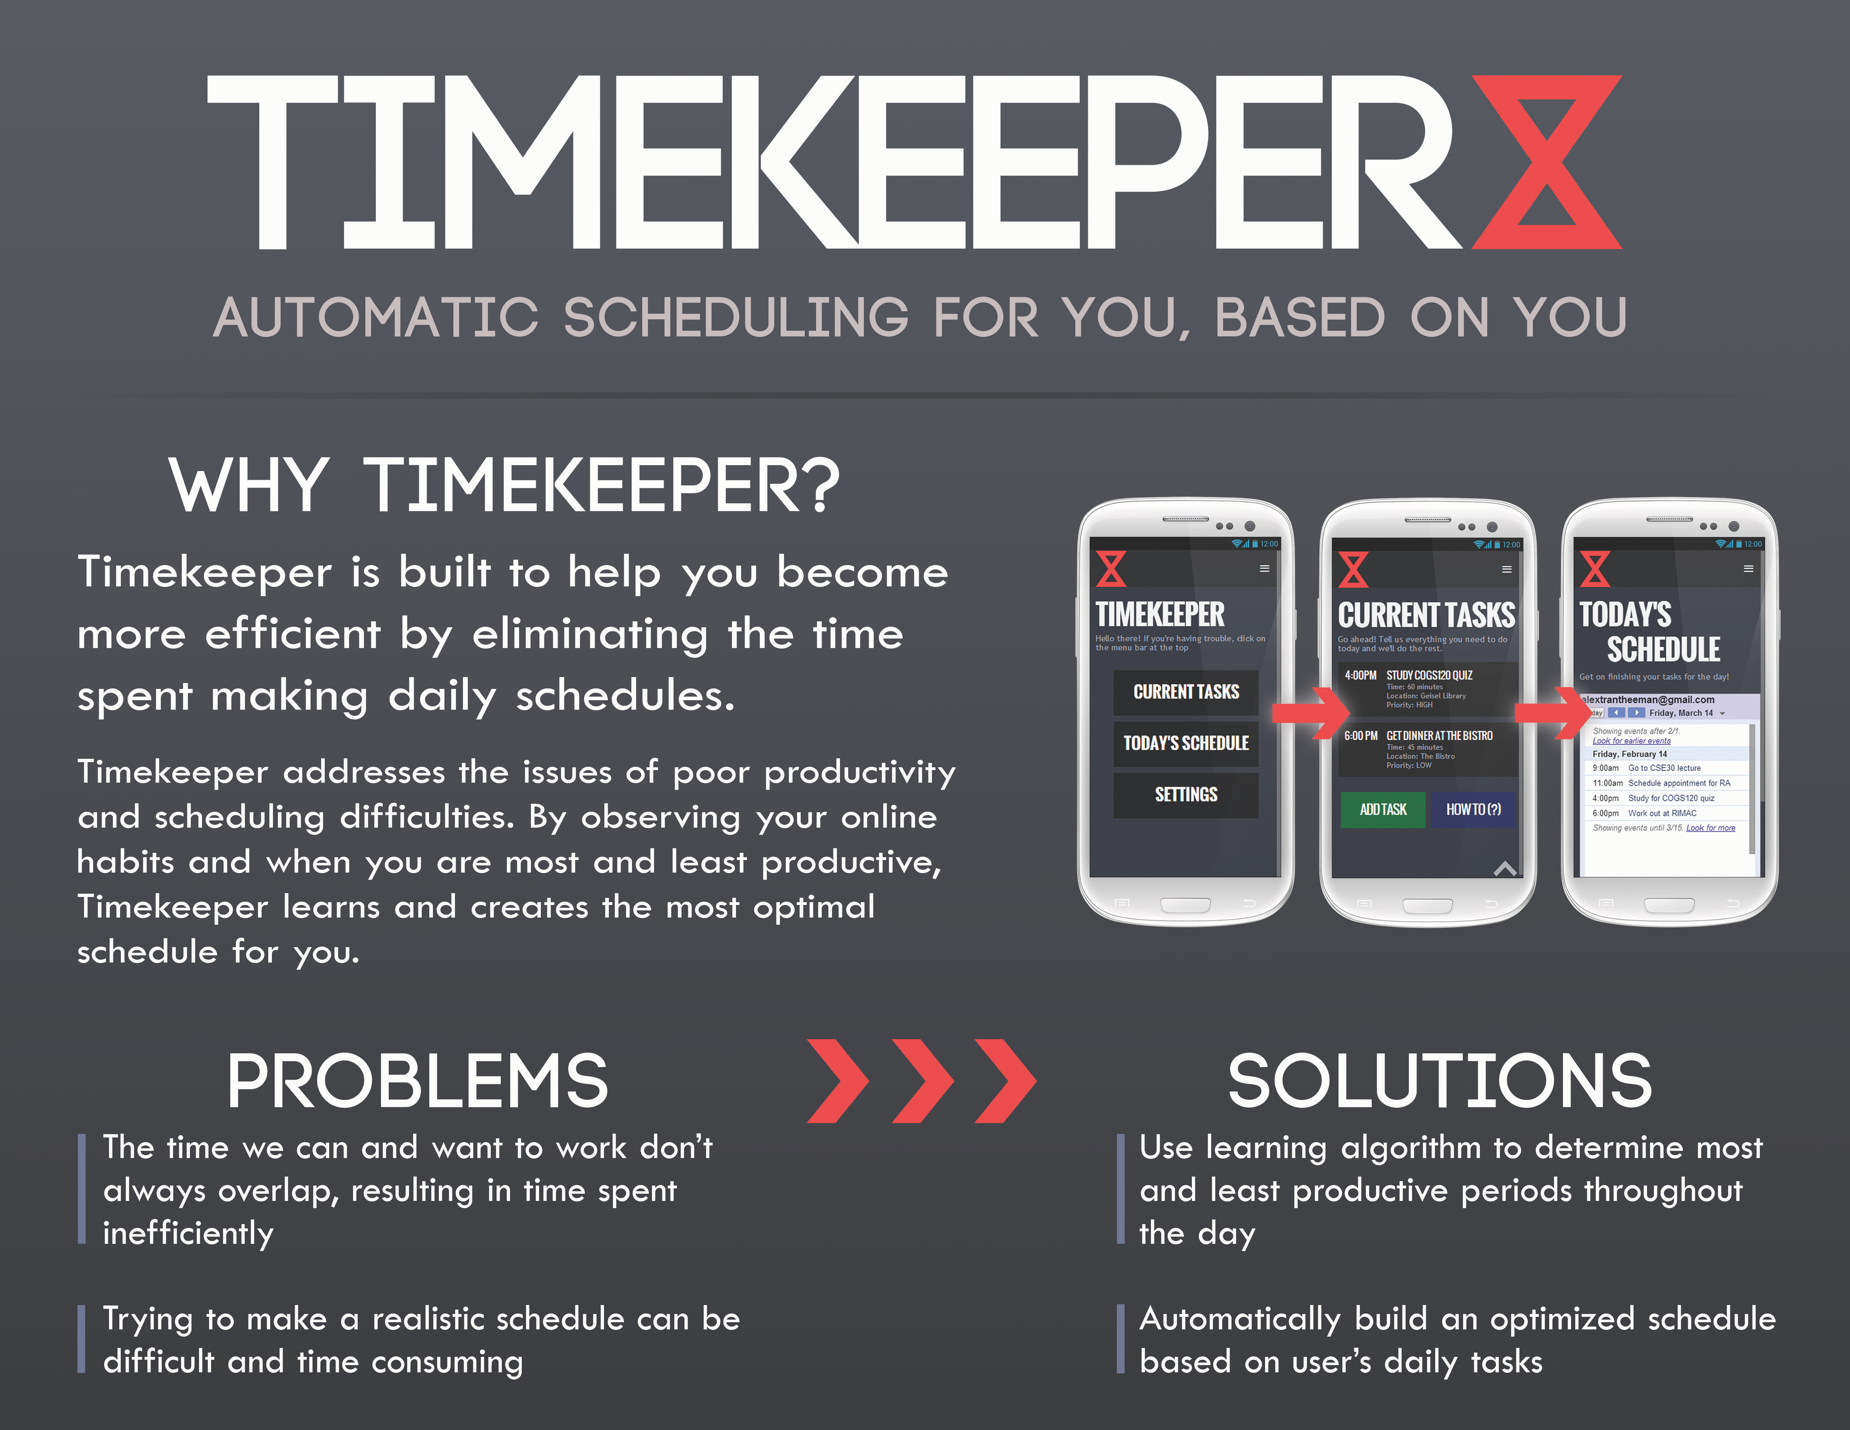 TIMEKEEPER
AUTOMATIC SCHEDULING FOR YOU, BASED ON YOU
WHY TIMEKEEPER?
Timekeeper is built to help you become
more efficient by eliminating the time
spent making daily schedules.
Timekeeper addresses the issues of poor productivity
and scheduling difficulties. By observing your online
habits and when you are most and least productive,
Timekeeper learns and creates the most optimal
schedule for you.
12:00
TIMEKEEPER
Hello there! If you're having trouble, click on
the menu bar at the top
CURRENT TASKS
TODAY'S SCHEDULE
SETTINGS
12:00
CURRENT TASKS
Go ahead! Tell us everything you need to do
today and we'll do the rest.
4:00PM STUDY COGS120 QUIZ
Time: 60 minutes
Location: Geisel Library
Priority: HIGH
6:00 PM GET DINNER AT THE BISTRO
Time: 45 minutes
Location: The Bistro
Priority: LOW
ADD TASK HOW TO (?)
12:00
TODAY'S
SCHEDULE
Get on finishing your tasks for the day!
alextrantheeman@gmail.com
day Friday, March 14
Showing events after 2/1.
Look for earlier events
Friday, February 14
9:00am Go to CSE30 lecture
11:00am Schedule appointment for RA
4:00pm Study for COGS120 quiz
6:00pm Work out at RIMAC
Showing events until 3/15. Look for more
PROBLEMS
The time we can and want to work don't
always overlap, resulting in time spent
inefficiently
Trying to make a realistic schedule can be
difficult and time consuming
SOLUTIONS
Use learning algorithm to determine most
and least productive periods throughout
the day
Automatically build an optimized schedule
based on user's daily tasks